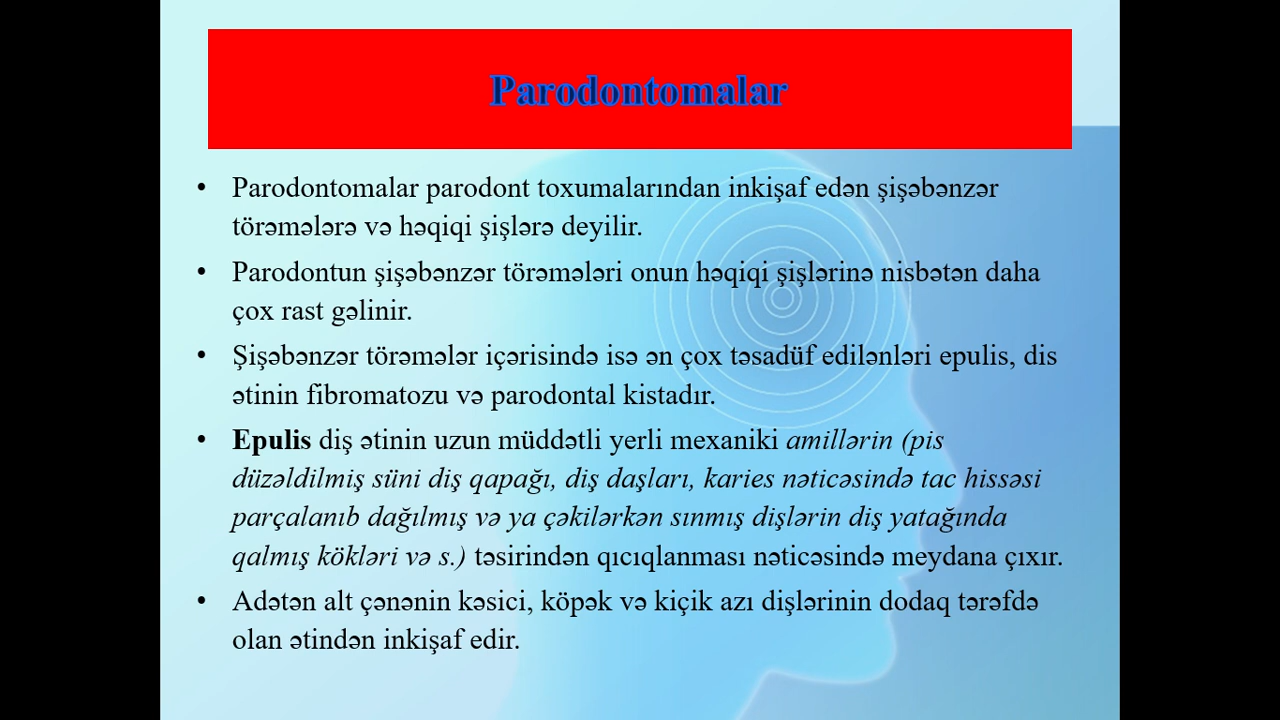 Parodontomalar
• Parodontomalar parodont toxumalarından inkişaf edən şişəbənzər
törəmələrə və həqiqi şişlərə deyilir.
• Parodontun şişəbənzər törəmələri onun həqiqi şişlərinə nisbətən daha
çox rast gəlinir.
• Şişəbənzər törəmələr içərisində isə ən çox təsadüf edilənləri epulis, dis
ətinin fibromatozu və parodontal kistadır.
• Epulis diş ətinin uzun müddətli yerli mexaniki amillərin (pis
düzəldilmiş süni diş qapağı, diş daşları, karies nəticəsində tac hissəsi
parçalanıb dağılmış və ya çəkilərkən sınmış dişlərin diş yatağında
qalmış kökləri və s.) təsirindən qıcıqlanması nəticəsində meydana çıxır.
• Adətən alt çənənin kəsici, köpək və kiçik azı dişlərinin dodaq tərəfdə
olan ətindən inkişaf edir.